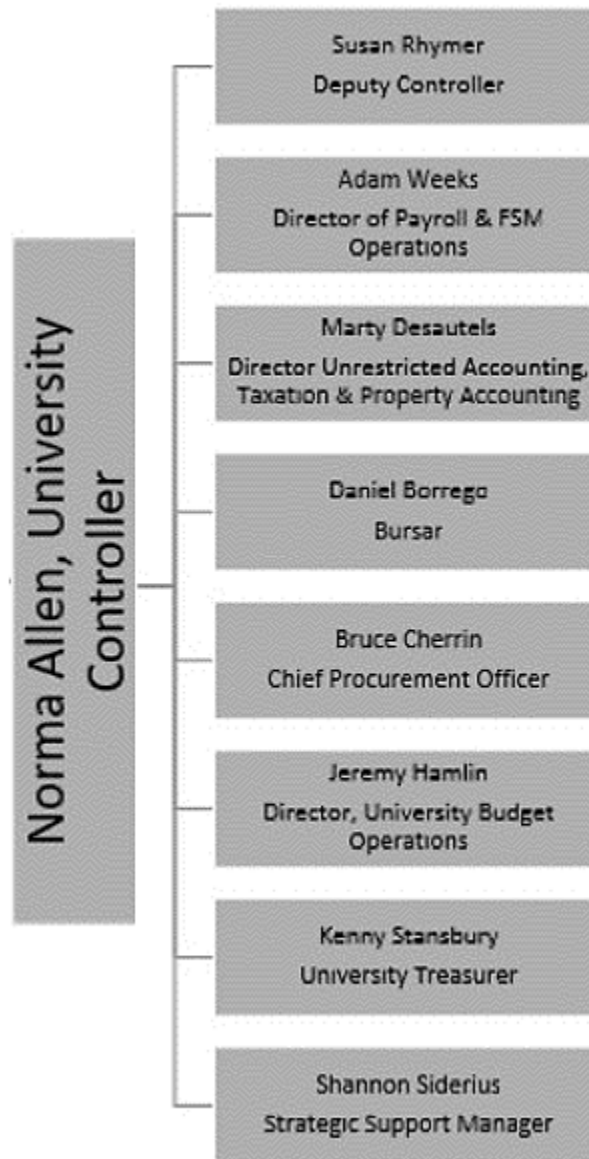 Norma Allen, University
Controller
Susan Rhymer
Deputy Controller
Adam Weeks
Director of Payroll & FSM
Operations
Marty Desautels
Director Unrestricted Accounting,
Taxation & Property Accounting
Daniel Borrego
Bursar
Bruce Cherrin
Chief Procurement Officer
Jeremy Hamlin
Director, University Budget
Operations
Kenny Stansbury
University Treasurer
Shannon Siderius
Strategic Support Manager